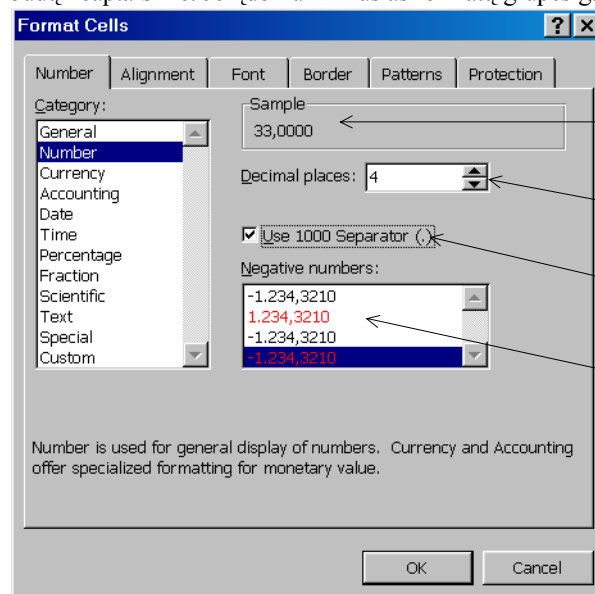 Format Cells
Number Alignment Font Border Patterns Protection
Category:
General
Number
Currency
Accounting
Date
Time
Percentage
Fraction
Scientific
Text
Special
Custom
Sample
33,0000
Decimal places: 4
Use 1000 Separator (.)
Negative numbers:
-1.234,3210
1.234,3210
-1.234,3210
-1.234,3210
Number is used for general display of numbers. Currency and Accounting
offer specialized formatting for monetary value.
OK Cancel